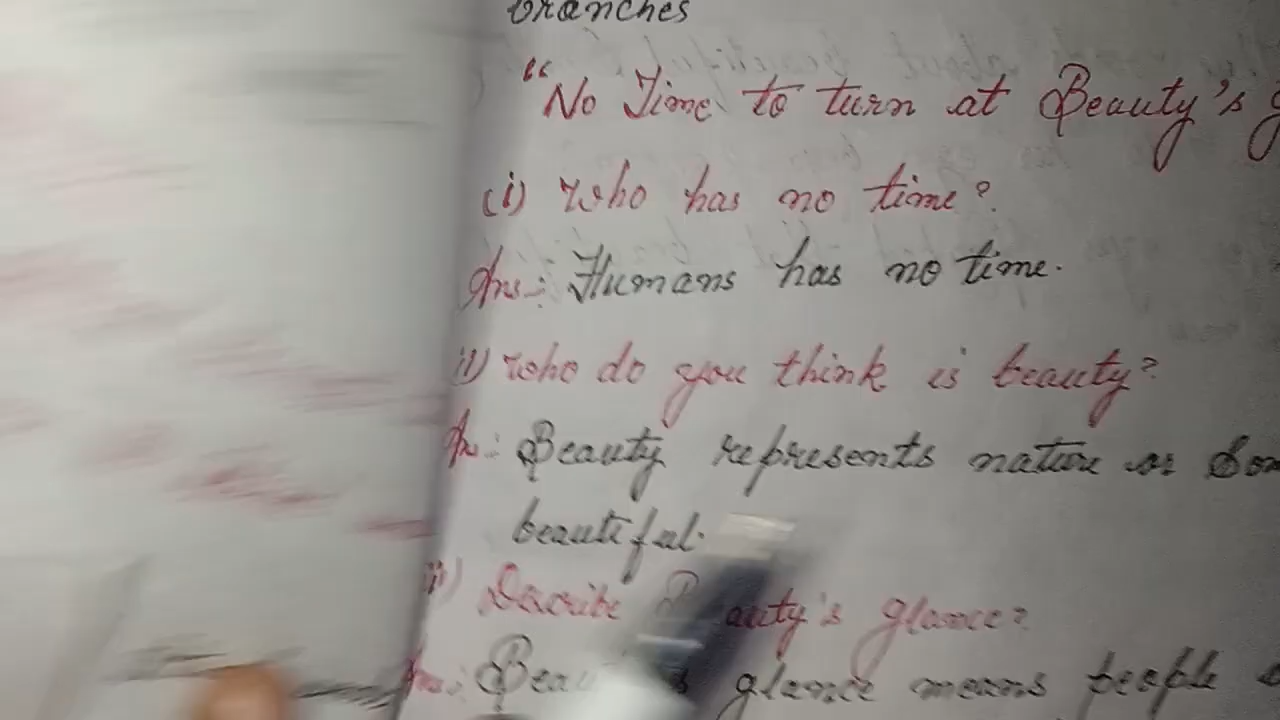 branches
"No Time to turn at Beauty's
(i) Who has no time?
Ans:- Humans has no time.
ii) Who do you think is beauty?
An:- Beauty represents nature or
beautiful.
Describe Beauty's glance?
glance means people